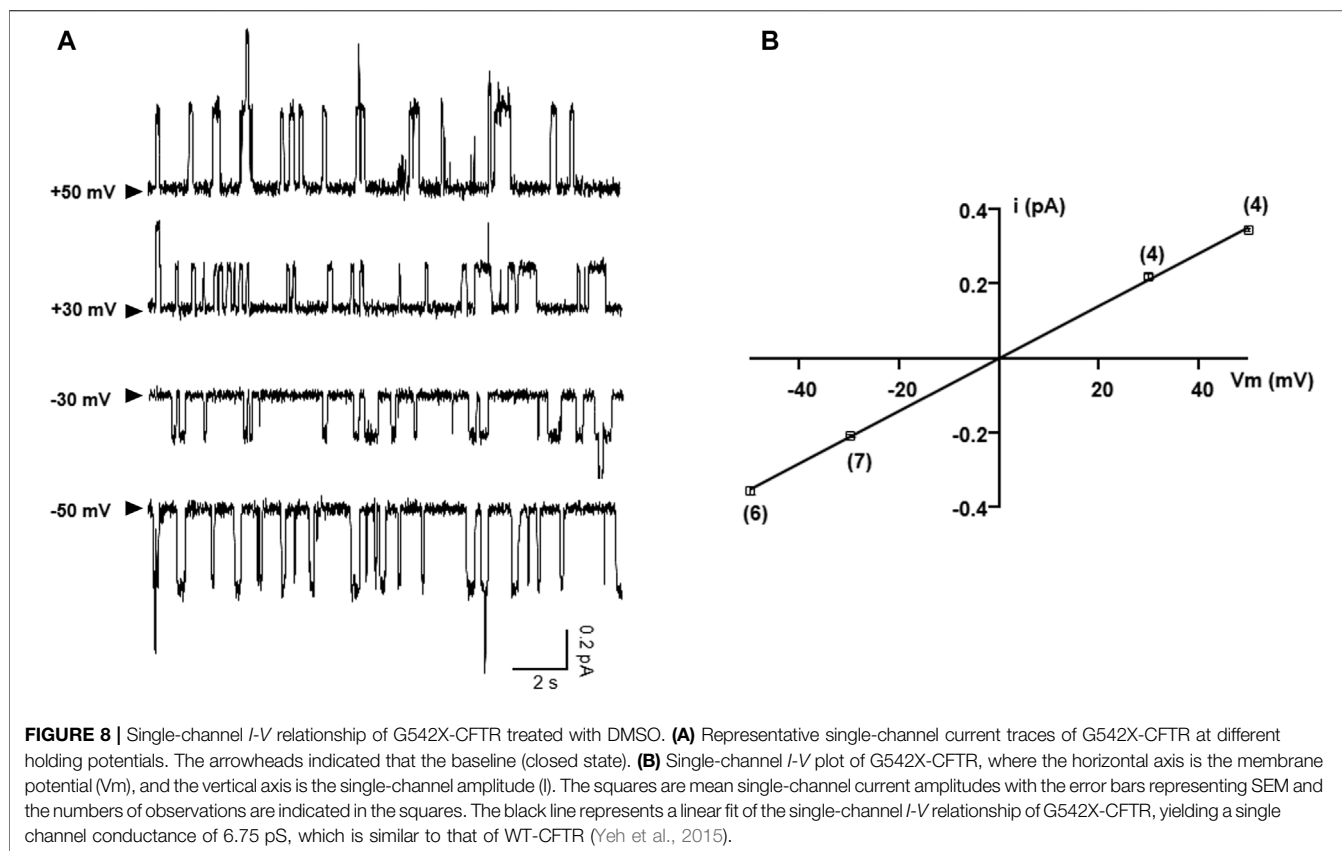 A
+50 mV
+30 mV
-30 mV
-50 mV
0.2 pA
2 s
B
i (pA)
0.4
(4)
(4)
0.2
-40
-20
20
40
Vm (mV)
-0.2
(7)
(6)
-0.4
FIGURE 8 | Single-channel I-V relationship of G542X-CFTR treated with DMSO. (A) Representative single-channel current traces of G542X-CFTR at different
holding potentials. The arrowheads indicated that the baseline (closed state). (B) Single-channel I-V plot of G542X-CFTR, where the horizontal axis is the membrane
potential (Vm), and the vertical axis is the single-channel amplitude (I). The squares are mean single-channel current amplitudes with the error bars representing SEM and
the numbers of observations are indicated in the squares. The black line represents a linear fit of the single-channel I-V relationship of G542X-CFTR, yielding a single
channel conductance of 6.75 pS, which is similar to that of WT-CFTR (Yeh et al., 2015).